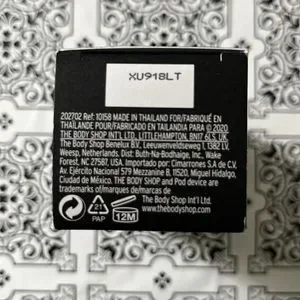 XU918LT
202702 Ref: 10158 MADE IN THAILAND FOR/FABRIQUÉ EN
THAÏLANDE POUR/FABRICADO EN TAILANDIA PARA © 2020
THE BODY SHOP INT'L LTD, LITTLEHAMPTON, BN17 6LS, UK.
The Body Shop Benelux B.V., Leeuwenveldseweg 1, 1382 LV,
Weesp, Netherlands. Dist: Buth-Na-Bodhaige, Inc., Wake
Forest, NC 27587, USA. Importado por: Cimarrones S.A de C.V,
Av. Ejército Nacional 579 Mezzanine B, 11520, Miguel Hidalgo,
Ciudad de México. THE BODY SHOP and Pod device are
trademarks of/marques de/marcas de
The Body Shop Int'l Ltd.
thebodyshop.com
21
PAP
12M